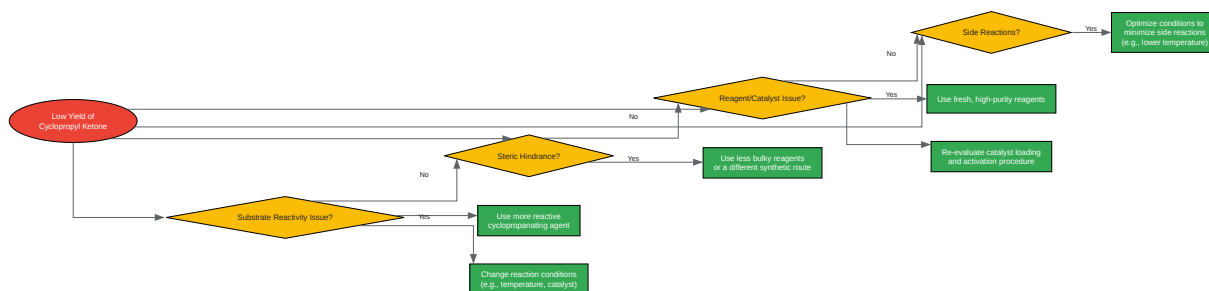 Side Reactions?
Yes
Optimize conditions to
minimize side reactions
(e.g., lower temperature)
No
Reagent/Catalyst Issue?
Yes
Use fresh, high-purity reagents
Low Yield of
Cyclopropyl Ketone
No
Re-evaluate catalyst loading
and activation procedure
Steric Hindrance?
Yes
Use less bulky reagents
or a different synthetic route
No
Substrate Reactivity Issue?
Yes
Use more reactive
cyclopropanating agent
Change reaction conditions
(e.g., temperature, catalyst)